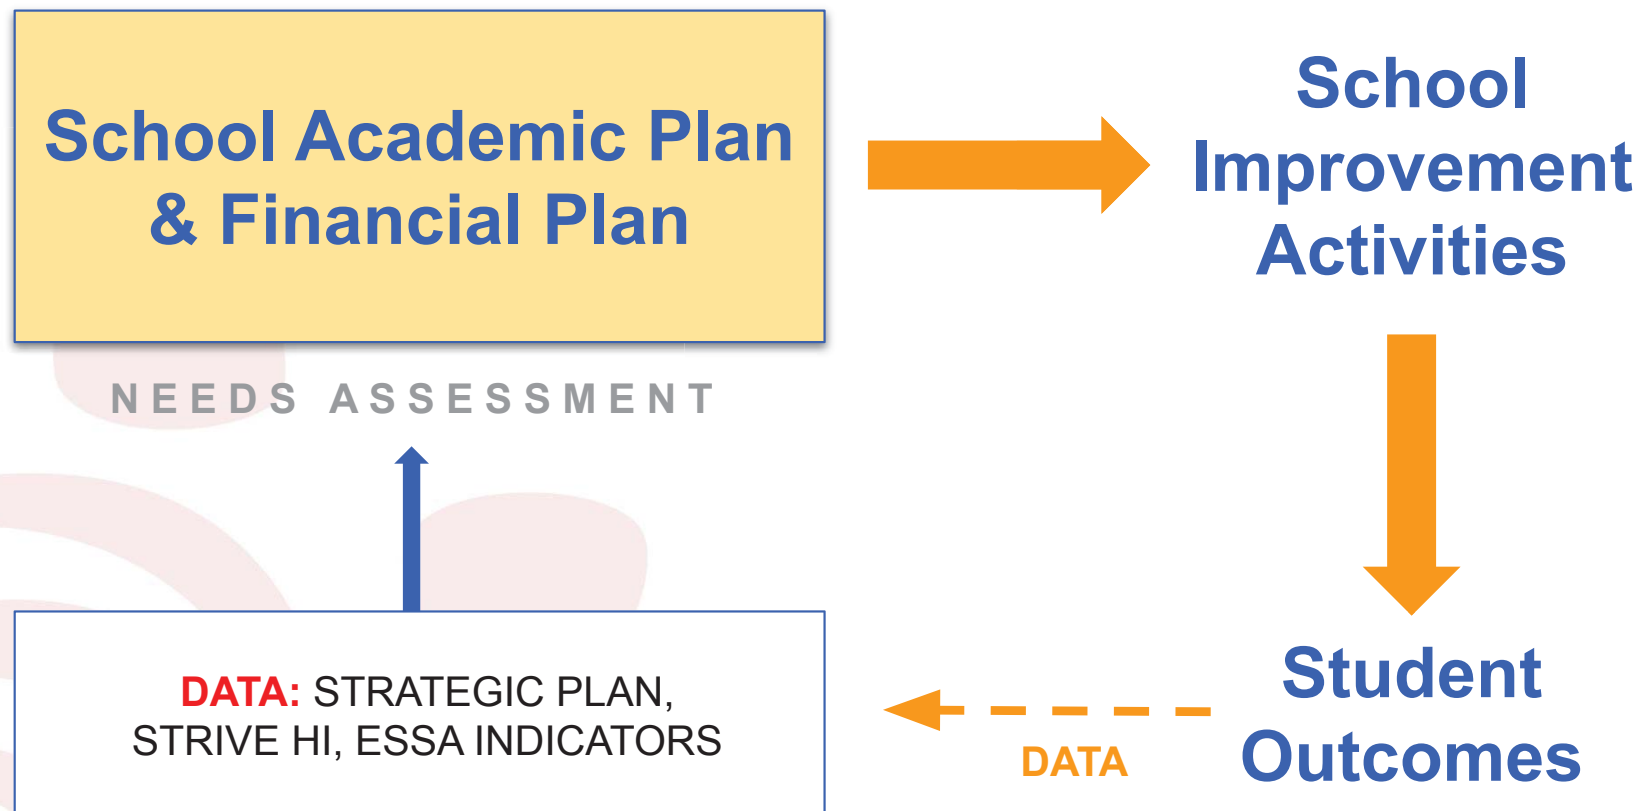 School Academic Plan
& Financial Plan
School
Improvement
Activities
NEEDS ASSESSMENT
DATA: STRATEGIC PLAN,
STRIVE HI, ESSA INDICATORS
DATA
Student
Outcomes